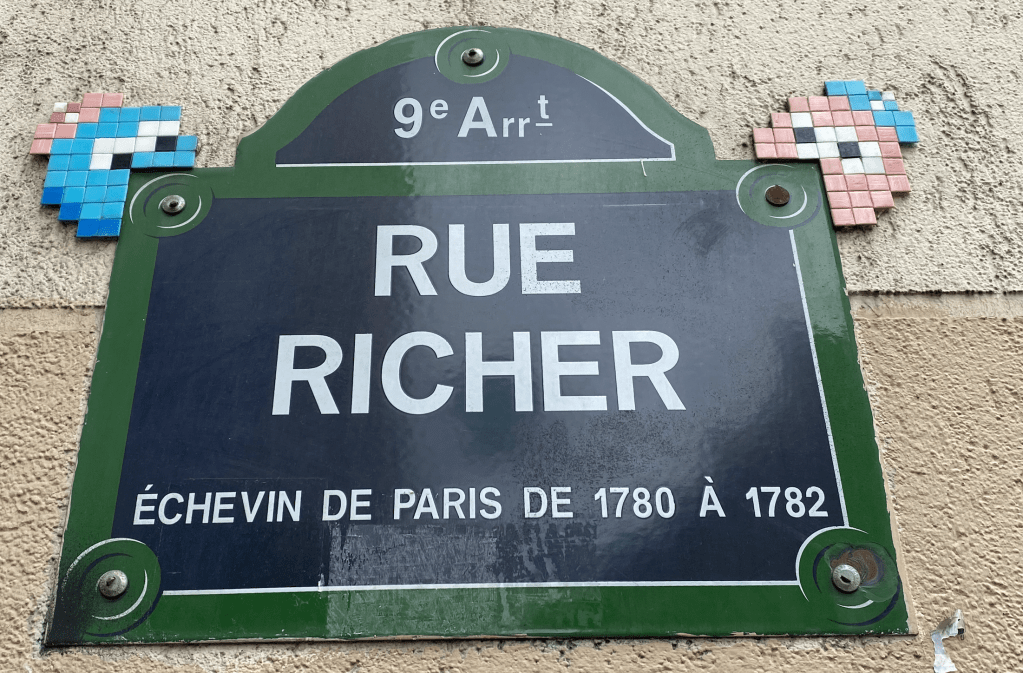 9e Arrt
RUE
RICHER
ÉCHEVIN DE PARIS DE 1780 À 1782